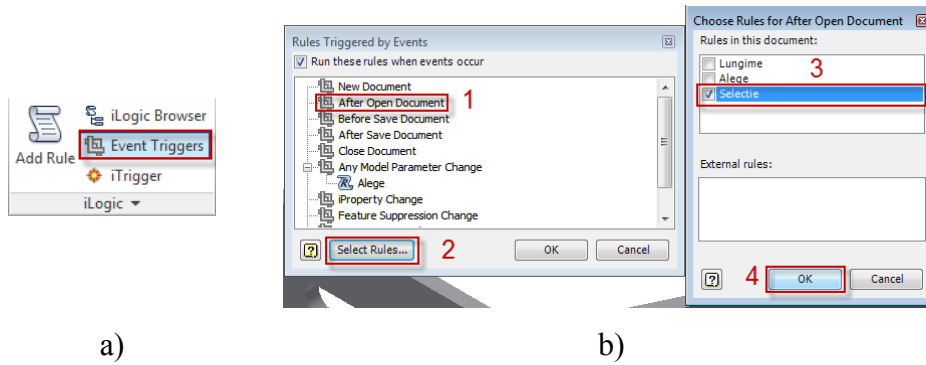 Add Rule
iLogic Browser
Event Triggers
iTrigger
iLogic
a)
Rules Triggered by Events
Run these rules when events occur
New Document
After Open Document
1
Before Save Document
After Save Document
Close Document
Any Model Parameter Change
Alege
iProperty Change
Feature Suppression Change
Select Rules...
2
OK
Cancel
Choose Rules for After Open Document
Rules in this document:
Lungime
3
Alege
Selectie
External rules:
4
OK
Cancel
b)